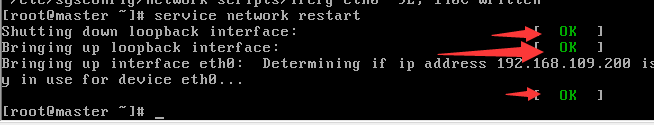 "/etc/sysconfig/network-scripts/ifcfg-eth0" 9L, 118C written
[root@master ~]# service network restart
Shutting down loopback interface: [ OK ]
Bringing up loopback interface: [ OK ]
Bringing up interface eth0: Determining if ip address 192.168.109.200 is
y in use for device eth0...
[ OK ]
[root@master ~]# _